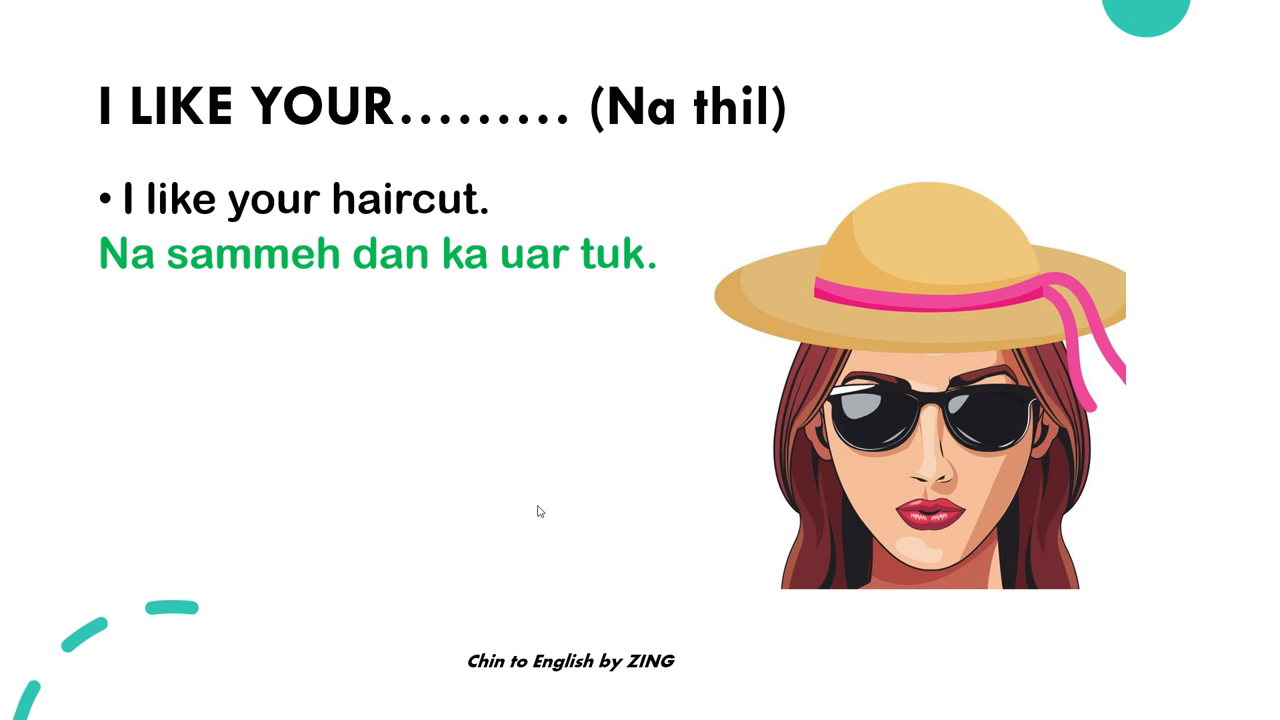 I LIKE YOUR......... (Na thil)
• I like your haircut.
Na sammeh dan ka uar tuk.
Chin to English by ZING